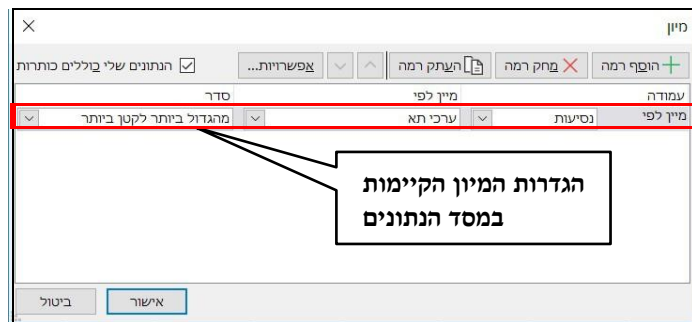 מיון
הוסף רמה מחק רמה העתק רמה אפשרויות... הנתונים שלי כוללים כותרות
עמודה מיין לפי סדר
מיין לפי נסיעות ערכי תא מהגדול ביותר לקטן ביותר
הגדרות המיון הקיימות
במסד הנתונים
אישור ביטול